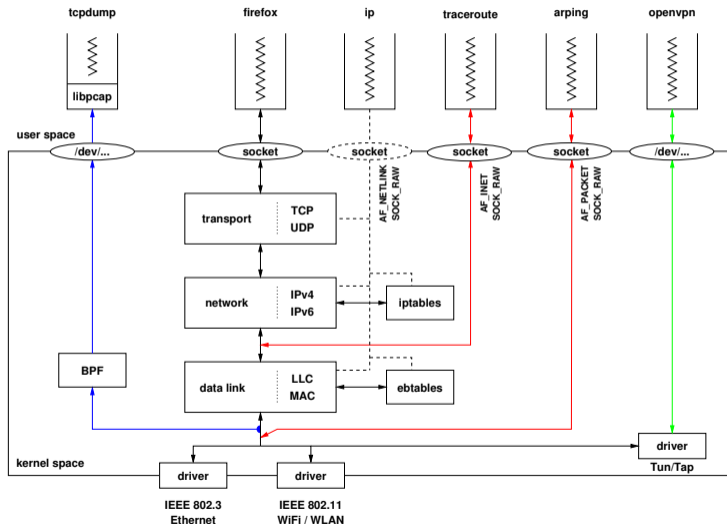 tcpdump
firefox
ip
traceroute
arping
openvpn
libpcap
user space
/dev/...
socket
socket
socket
socket
/dev/...
AF_NETLINK
SOCK_RAW
AF_INET
SOCK_RAW
AF_PACKET
SOCK_RAW
transport
TCP
UDP
network
IPv4
IPv6
iptables
BPF
data link
LLC
MAC
ebtables
driver
Tun/Tap
kernel space
driver
driver
IEEE 802.3
Ethernet
IEEE 802.11
WiFi / WLAN